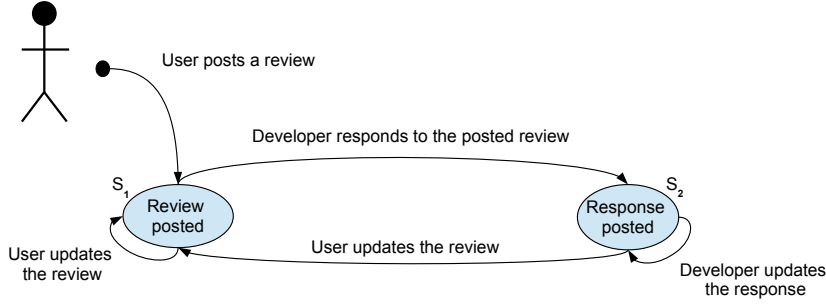 User posts a review
Developer responds to the posted review
S1
Review
posted
S2
Response
posted
User updates the review
User updates
the review
Developer updates
the response